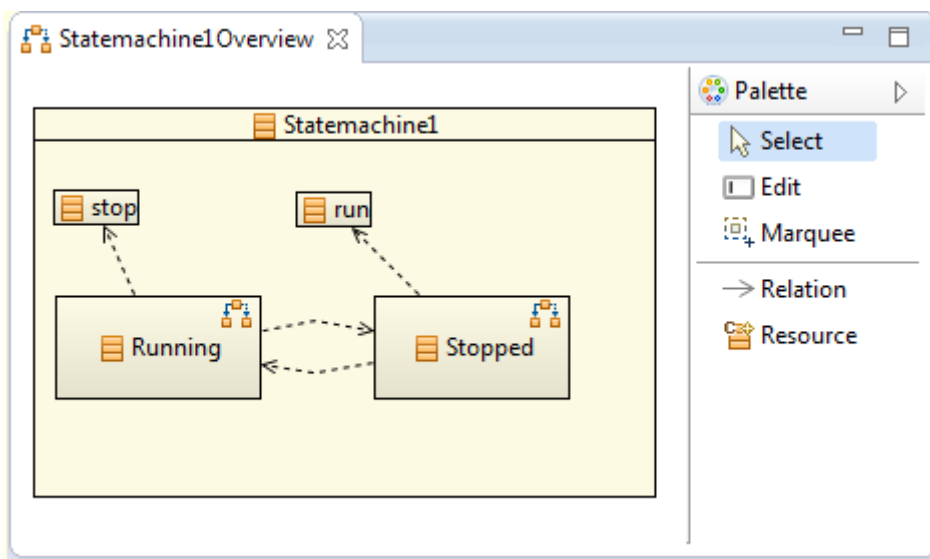 Statemachine1Overview
Statemachine1
stop
run
Running
Stopped
Palette
Select
Edit
Marquee
Relation
Resource